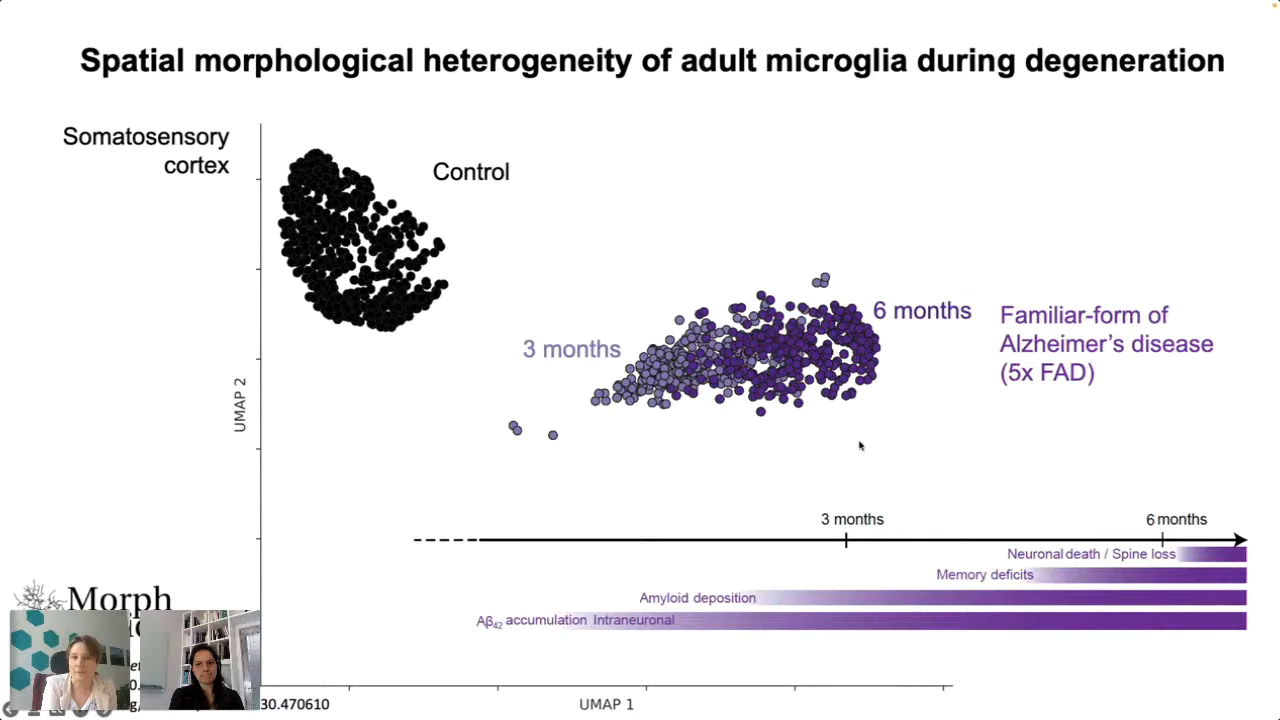 Spatial morphological heterogeneity of adult microglia during degeneration
Somatosensory
cortex
Control
6 months
3 months
Familiar-form of
Alzheimer’s disease
(5x FAD)
UMAP 2
3 months
6 months
Neuronal death / Spine loss
Memory deficits
Amyloid deposition
Aβ42 accumulation Intraneuronal
Morph
30.470610
UMAP 1